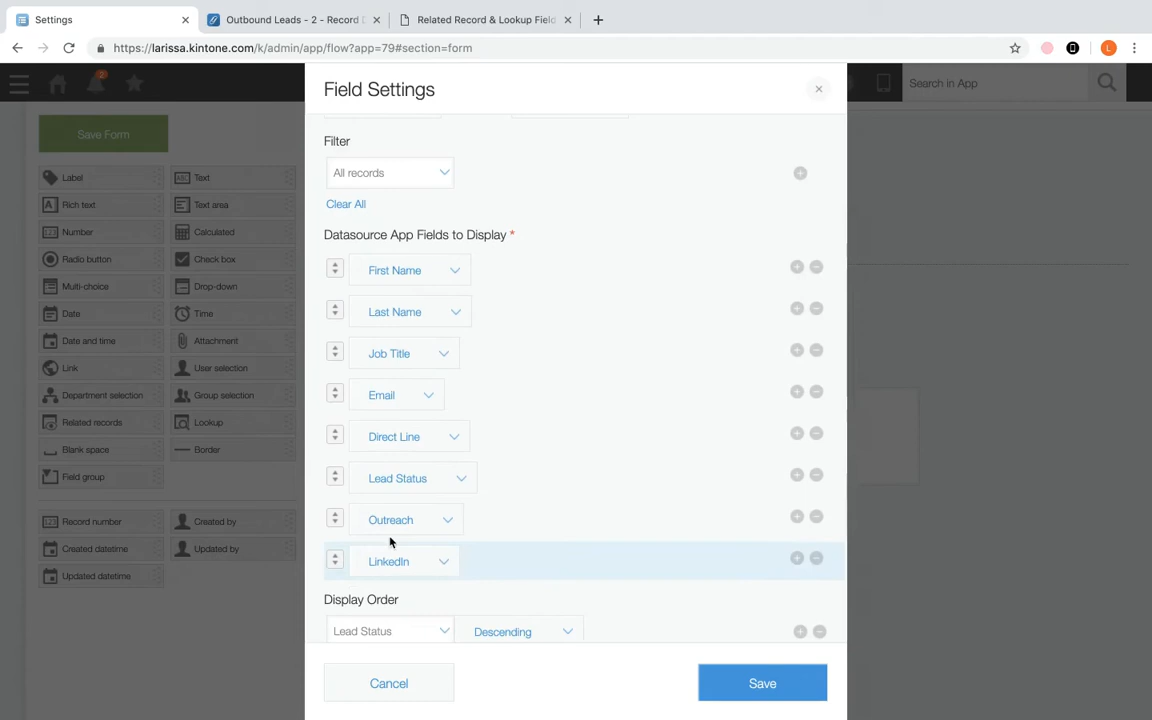 Settings
Outbound Leads - 2 - Record D
Related Record & Lookup Field
https://larissa.kintone.com/k/admin/app/flow?app=79#section=form
L
2
Search in App
Save Form
Label
Text
Rich text
Text area
Number
Calculated
Radio button
Check box
Multi-choice
Drop-down
Date
Time
Date and time
Attachment
Link
User selection
Department selection
Group selection
Related records
Lookup
Blank space
Border
Field group
Record number
Created by
Created datetime
Updated by
Updated datetime
Field Settings
Filter
All records
Clear All
Datasource App Fields to Display *
First Name
Last Name
Job Title
Email
Direct Line
Lead Status
Outreach
LinkedIn
Display Order
Lead Status
Descending
Cancel
Save